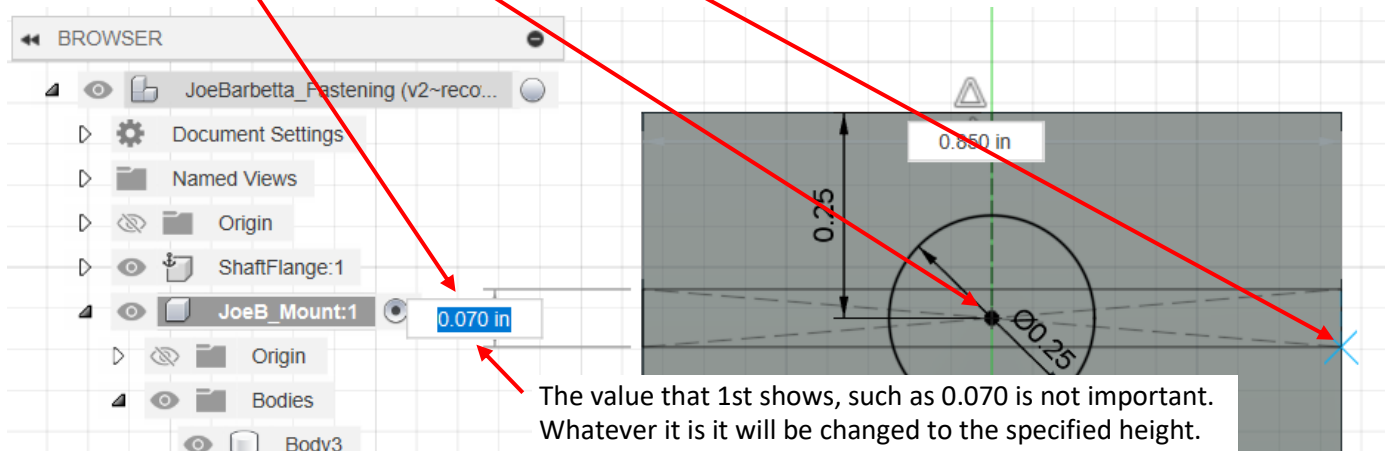 BROWSER
JoeBarbetta_Fastening (v2~reco...
Document Settings
Named Views
Origin
ShaftFlange:1
JoeB_Mount:1
0.070 in
Origin
Bodies
Body3
0.850 in
0.25
Ø0.25
The value that 1st shows, such as 0.070 is not important.
Whatever it is it will be changed to the specified height.